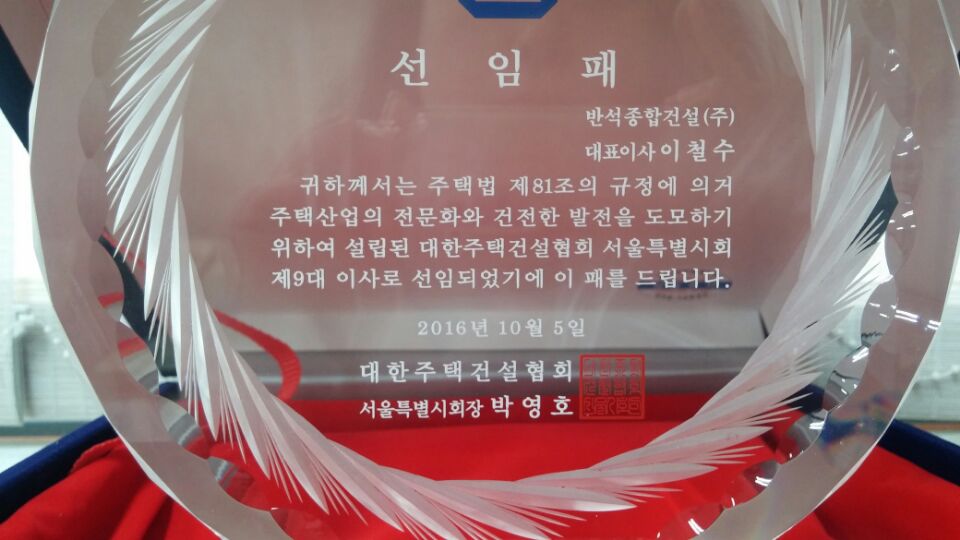 선 임 패
반석종합건설(주)
대표이사 이 철 수
귀하께서는 주택법 제81조의 규정에 의거
주택산업의 전문화와 건전한 발전을 도모하기
위하여 설립된 대한주택건설협회 서울특별시회
제9대 이사로 선임되었기에 이 패를 드립니다.
2016년 10월 5일
대한주택건설협회
서울특별시회장 박 영 호